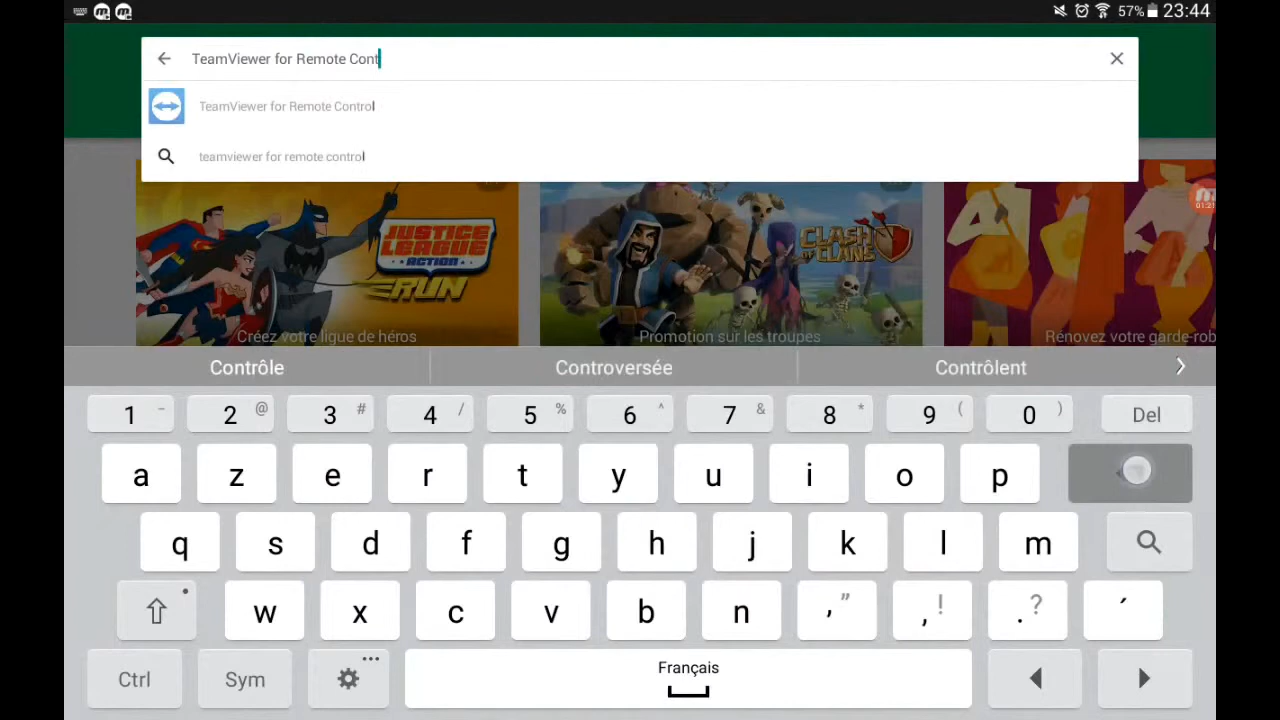 57% 23:44
TeamViewer for Remote Cont
TeamViewer for Remote Control
teamviewer for remote control
01:21
JUSTICE
LEAGUE
ACTION
RUN
CLASH
OF CLANS
Créez votre ligue de héros
Promotion sur les troupes
Rénovez votre garde-rob
Contrôle Controversée Contrôlent
1 - 2 @ 3 # 4 / 5 % 6 ^ 7 & 8 * 9 ( 0 ) Del
a z e r t y u i o p
q s d f g h j k l m
w x c v b n ' " , ! . ? ´
Ctrl Sym Français